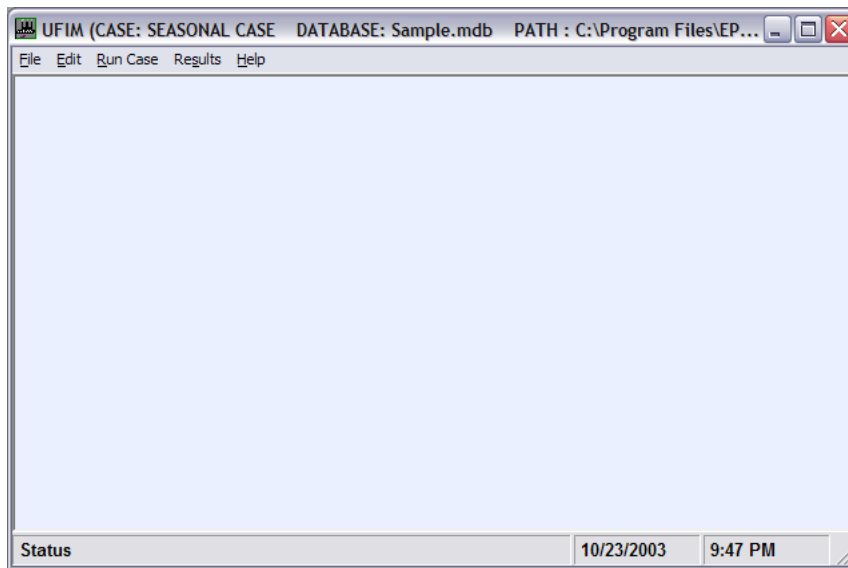 UFIM (CASE: SEASONAL CASE    DATABASE: Sample.mdb    PATH : C:\Program Files\EP...
File Edit Run Case Results Help
Status 10/23/2003 9:47 PM